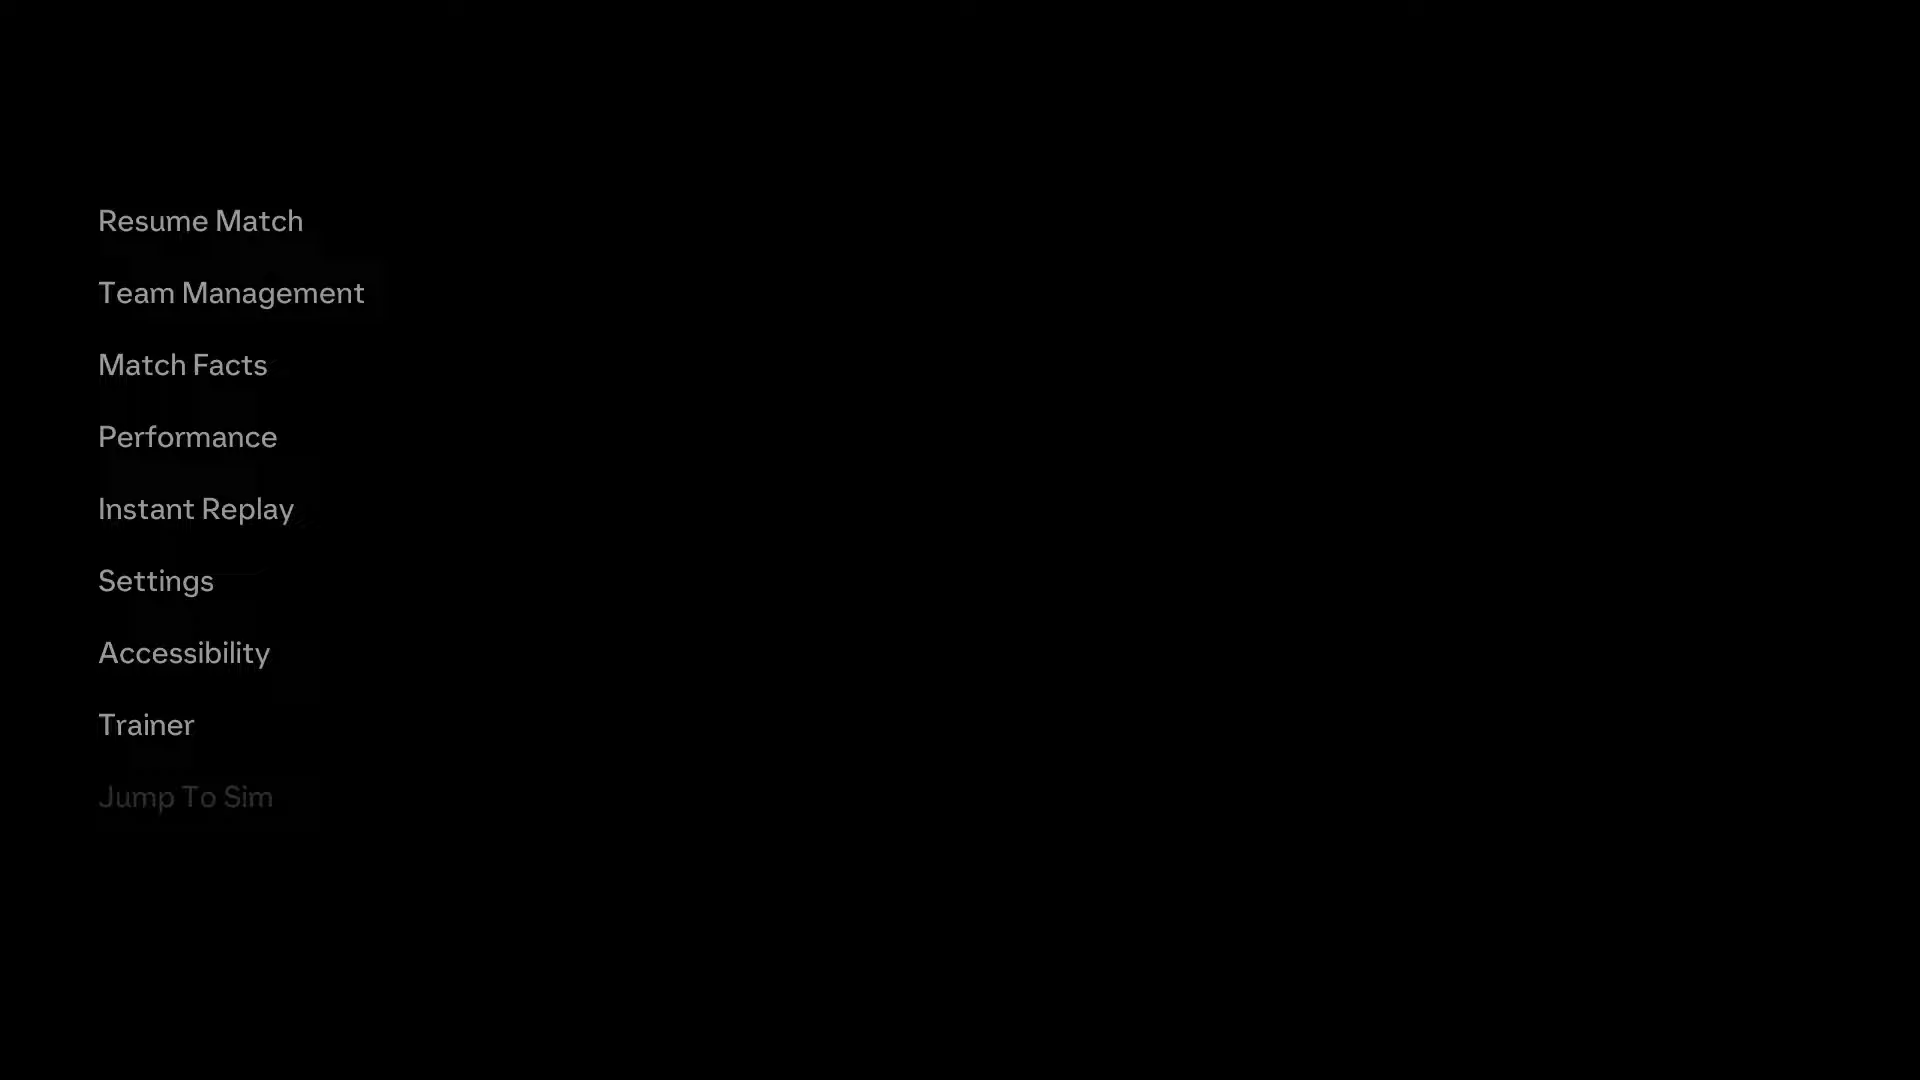 Resume Match
Team Management
Match Facts
Performance
Instant Replay
Settings
Accessibility
Trainer
Jump To Sim